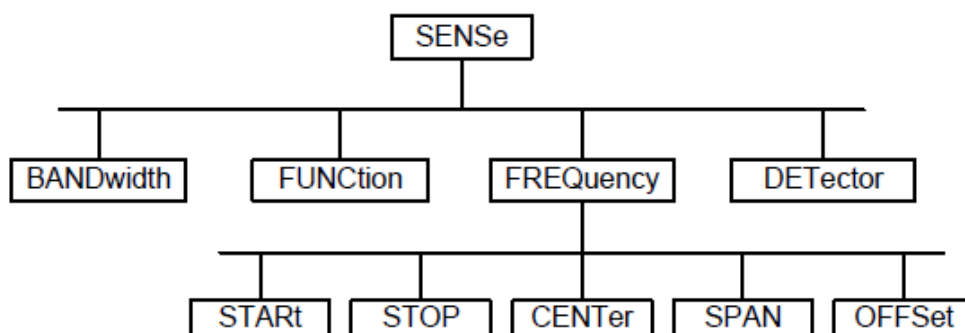 SENSe
BANDwidth FUNCtion FREQuency DETector
STARt STOP CENTer SPAN OFFSet